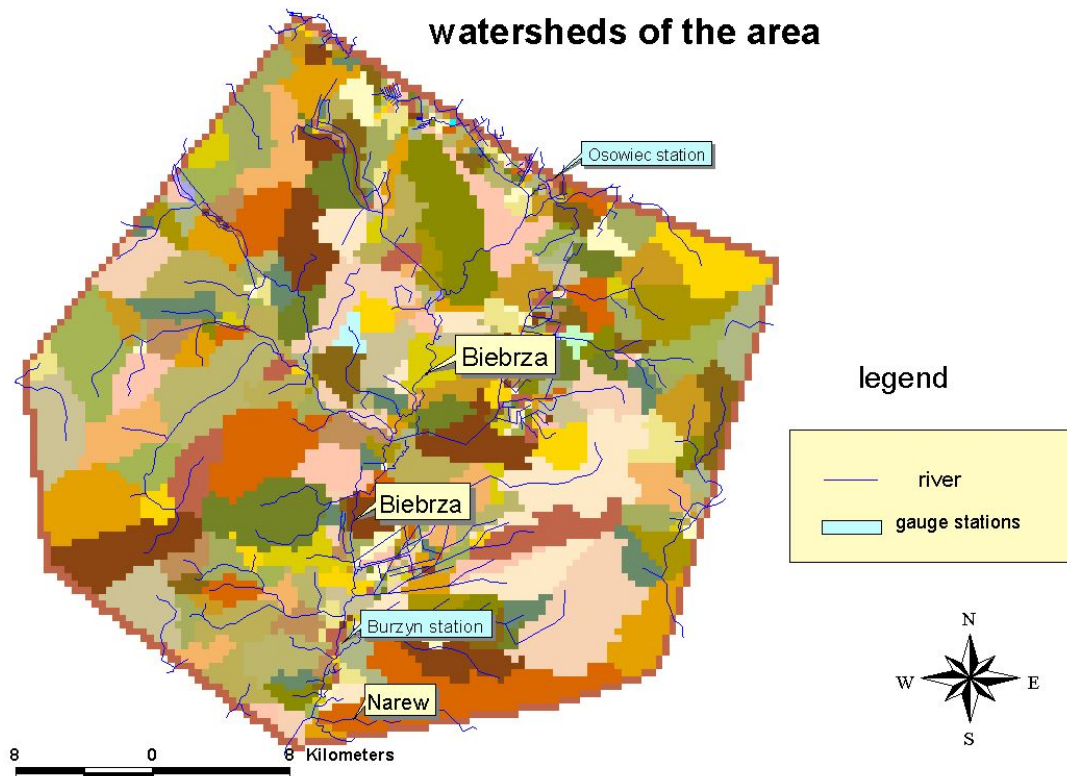 watersheds of the area
Osowiec station
Biebrza
legend
river
Biebrza
gauge stations
Burzyn station
N
W E
S
Narew
8 0 8 Kilometers